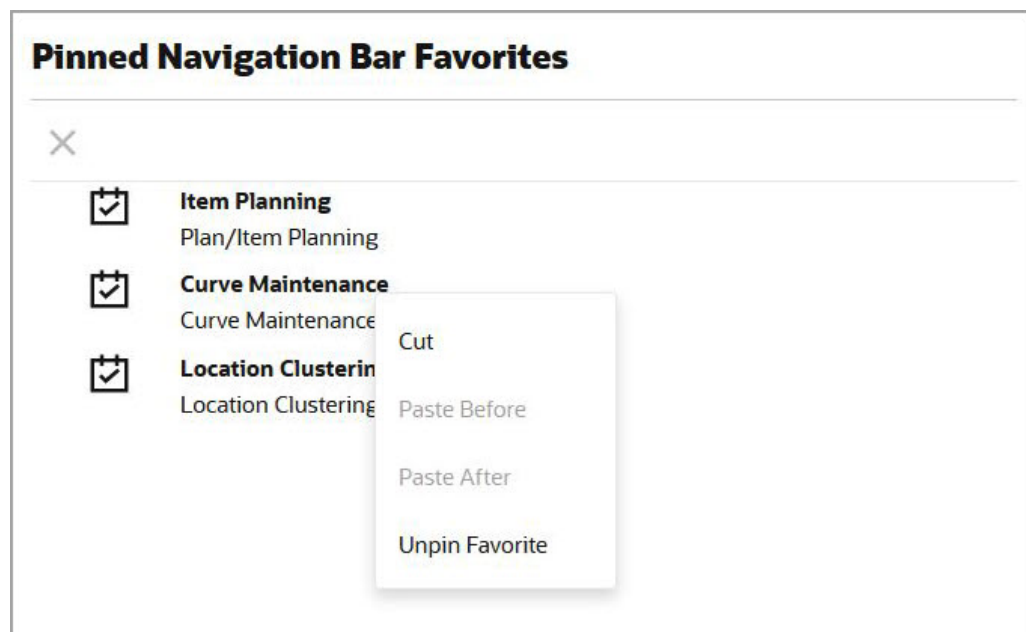 Pinned Navigation Bar Favorites
Item Planning
Plan/Item Planning
Curve Maintenance
Curve Maintenance
Location Clusterin
Location Clustering
Cut
Paste Before
Paste After
Unpin Favorite